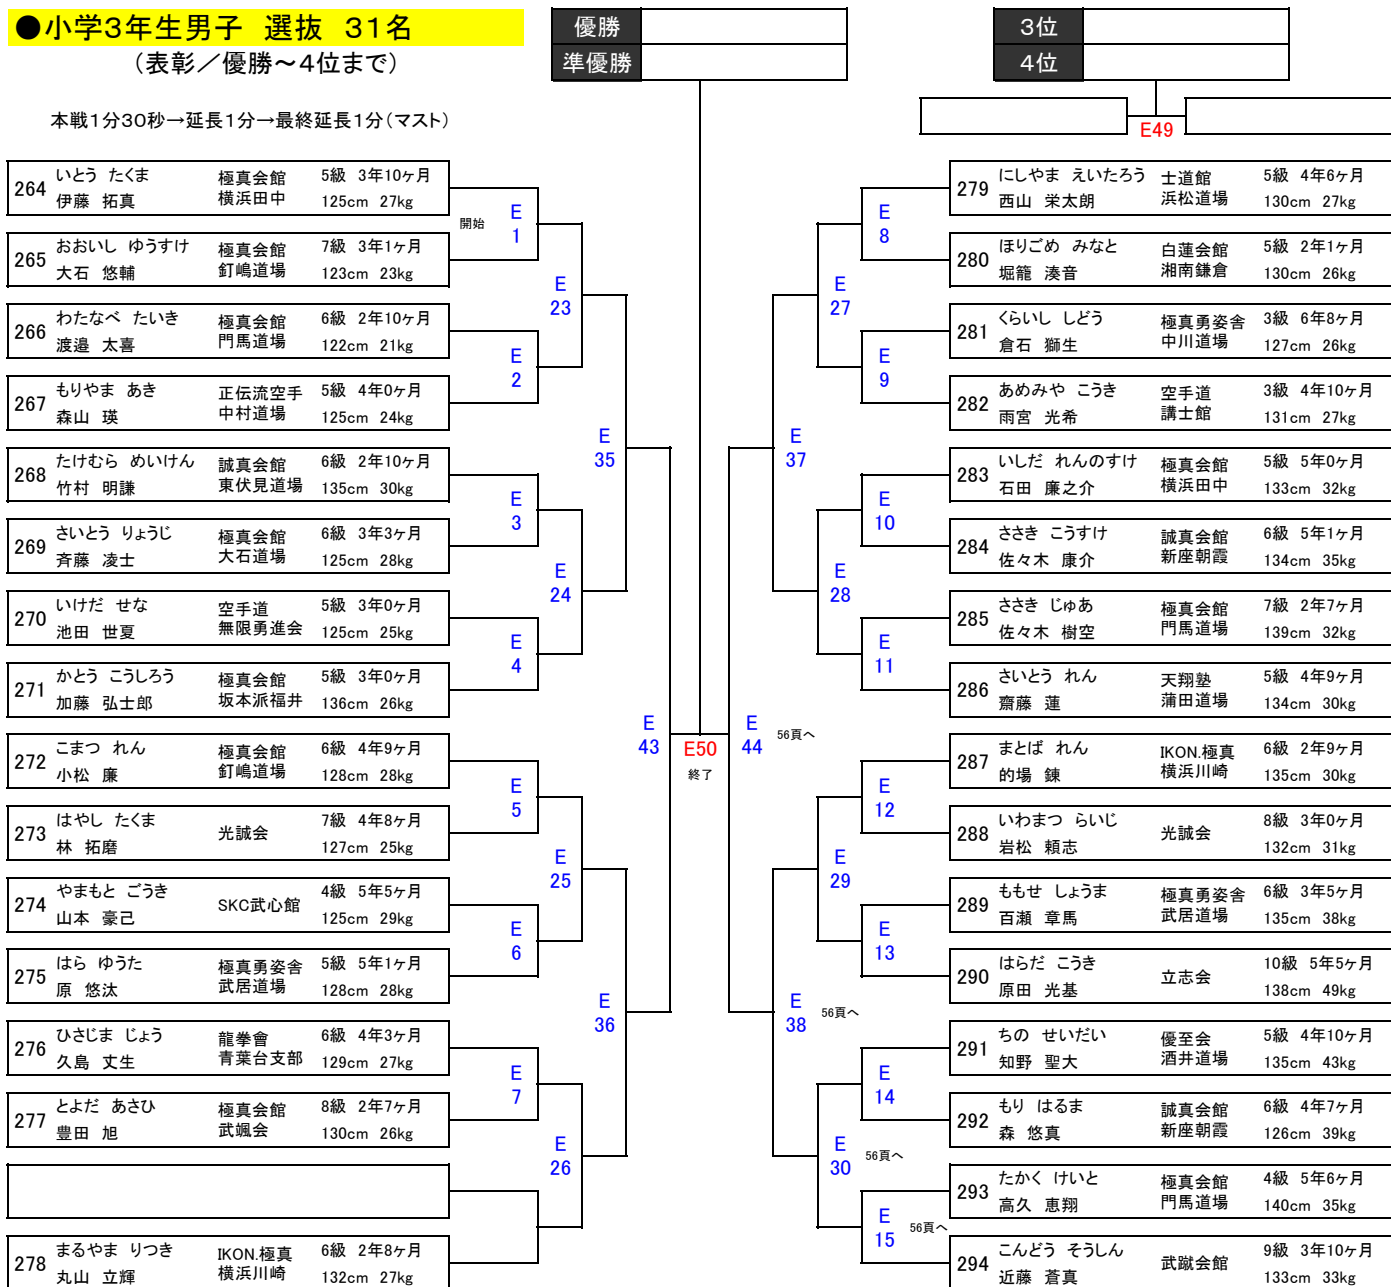 ●小学3年生男子 選抜 31名
(表彰／優勝～4位まで)
本戦1分30秒→延長1分→最終延長1分(マスト)
優勝
準優勝
3位
4位
E49
264 いとう たくま 極真会館 5級 3年10ヶ月
伊藤 拓真 横浜田中 125cm 27kg
265 おおいし ゆうすけ 極真会館 7級 3年1ヶ月
大石 悠輔 釘嶋道場 123cm 23kg
266 わたなべ たいき 極真会館 6級 2年10ヶ月
渡邉 太喜 門馬道場 122cm 21kg
267 もりやま あき 正伝流空手 5級 4年0ヶ月
森山 瑛 中村道場 125cm 24kg
268 たけむら めいけん 誠真会館 6級 2年10ヶ月
竹村 明謙 東伏見道場 135cm 30kg
269 さいとう りょうじ 極真会館 6級 3年3ヶ月
斉藤 凌士 大石道場 125cm 28kg
270 いけだ せな 空手道 5級 3年0ヶ月
池田 世夏 無限勇進会 125cm 25kg
271 かとう こうしろう 極真会館 5級 3年0ヶ月
加藤 弘士郎 坂本派福井 136cm 26kg
272 こまつ れん 極真会館 6級 4年9ヶ月
小松 廉 釘嶋道場 128cm 28kg
273 はやし たくま 光誠会 7級 4年8ヶ月
林 拓磨 127cm 25kg
274 やまもと ごうき SKC武心館 4級 5年5ヶ月
山本 豪己 125cm 29kg
275 はら ゆうた 極真勇姿舎 5級 5年1ヶ月
原 悠汰 武居道場 128cm 28kg
276 ひさじま じょう 龍拳會 6級 4年3ヶ月
久島 丈生 青葉台支部 129cm 27kg
277 とよだ あさひ 極真会館 8級 2年7ヶ月
豊田 旭 武颯会 130cm 26kg
278 まるやま りつき IKON.極真 6級 2年8ヶ月
丸山 立輝 横浜川崎 132cm 27kg
開始
E
1
E
2
E
3
E
4
E
5
E
6
E
7
E
23
E
24
E
25
E
26
E
35
E
36
E
43
E50
終了
E
44 56頁へ
E
37
E
38 56頁へ
E
27
E
28
E
29
E
30 56頁へ
E
8
E
9
E
10
E
11
E
12
E
13
E
14
E
15 56頁へ
279 にしやま えいたろう 士道館 5級 4年6ヶ月
西山 栄太朗 浜松道場 130cm 27kg
280 ほりごめ みなと 白蓮会館 5級 2年1ヶ月
堀籠 湊音 湘南鎌倉 130cm 26kg
281 くらいし しどう 極真勇姿舎 3級 6年8ヶ月
倉石 獅生 中川道場 127cm 26kg
282 あめみや こうき 空手道 3級 4年10ヶ月
雨宮 光希 講士館 131cm 27kg
283 いしだ れんのすけ 極真会館 5級 5年0ヶ月
石田 廉之介 横浜田中 133cm 32kg
284 ささき こうすけ 誠真会館 6級 5年1ヶ月
佐々木 康介 新座朝霞 134cm 35kg
285 ささき じゅあ 極真会館 7級 2年7ヶ月
佐々木 樹空 門馬道場 139cm 32kg
286 さいとう れん 天翔塾 5級 4年9ヶ月
齋藤 蓮 蒲田道場 134cm 30kg
287 まとば れん IKON.極真 6級 2年9ヶ月
的場 錬 横浜川崎 135cm 30kg
288 いわまつ らいじ 光誠会 8級 3年0ヶ月
岩松 頼志 132cm 31kg
289 ももせ しょうま 極真勇姿舎 6級 3年5ヶ月
百瀬 章馬 武居道場 135cm 38kg
290 はらだ こうき 立志会 10級 5年5ヶ月
原田 光基 138cm 49kg
291 ちの せいだい 優至会 5級 4年10ヶ月
知野 聖大 酒井道場 135cm 43kg
292 もり はるま 誠真会館 6級 4年7ヶ月
森 悠真 新座朝霞 126cm 39kg
293 たかく けいと 極真会館 4級 5年6ヶ月
高久 恵翔 門馬道場 140cm 35kg
294 こんどう そうしん 武蹴会館 9級 3年10ヶ月
近藤 蒼真 133cm 33kg